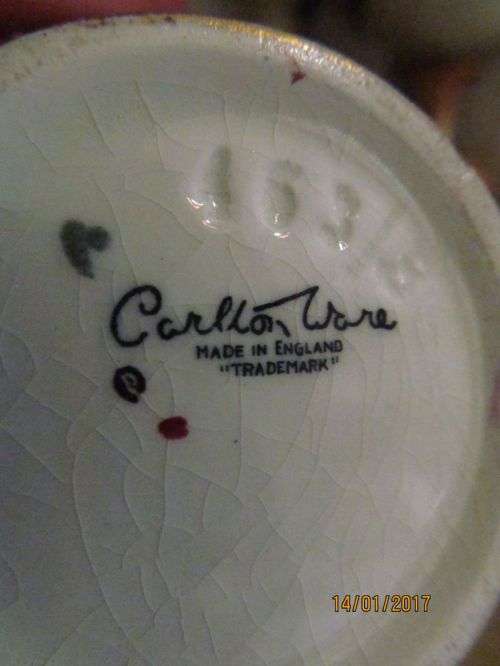 Carlton Ware
MADE IN ENGLAND
"TRADEMARK"
14/01/2017